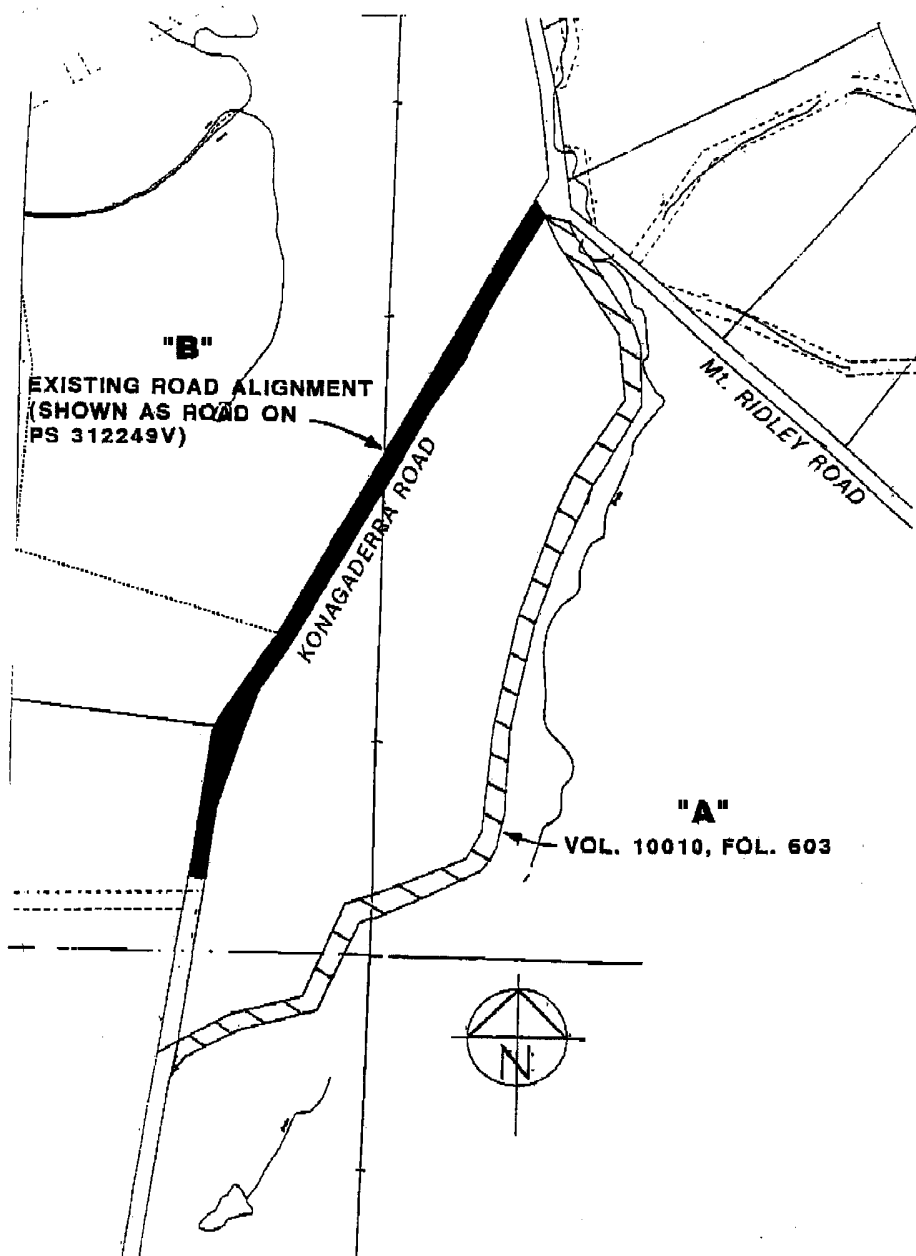 "B"
EXISTING ROAD ALIGNMENT
(SHOWN AS ROAD ON
PS 312249V)
KONAGADERRA ROAD
Mt. RIDLEY ROAD
"A"
VOL. 10010, FOL. 603
N